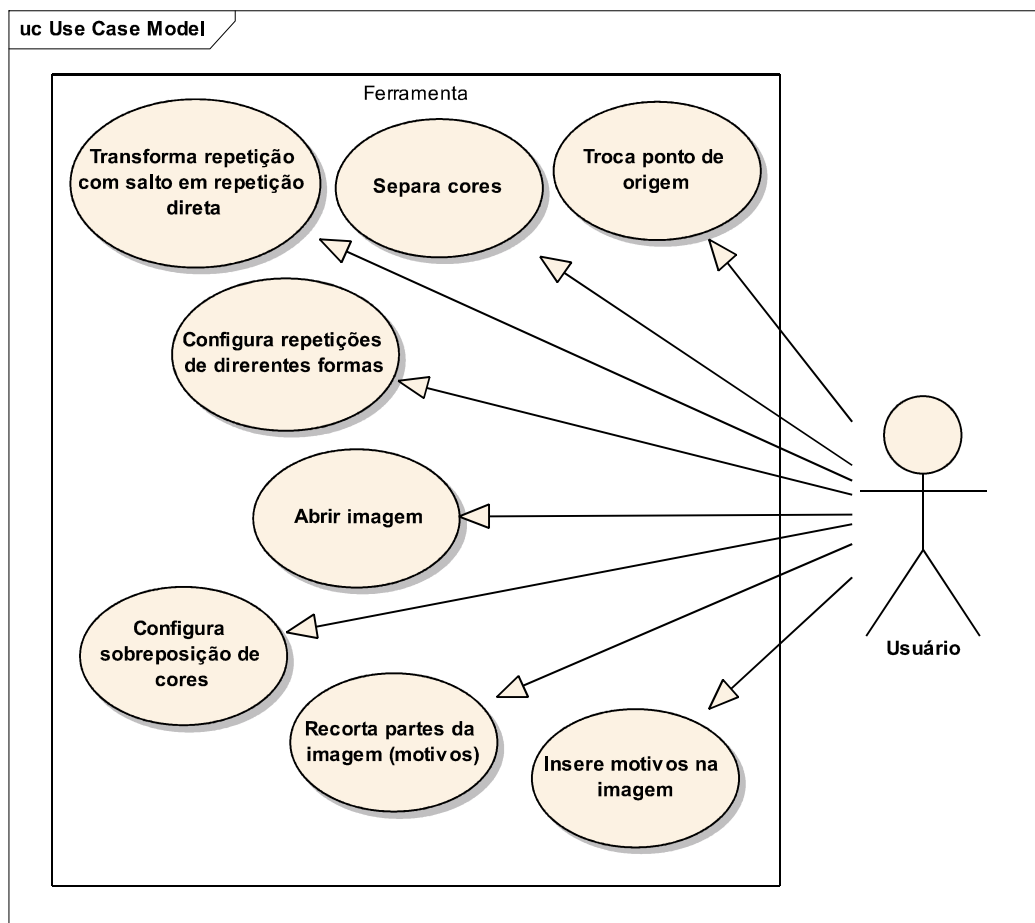 uc Use Case Model
Ferramenta
Transforma repetição
com salto em repetição
direta
Separa cores
Troca ponto de
origem
Configura repetições
de direrentes formas
Abrir imagem
Configura
sobreposição de
cores
Usuário
Recorta partes da
imagem (motivos)
Insere motivos na
imagem